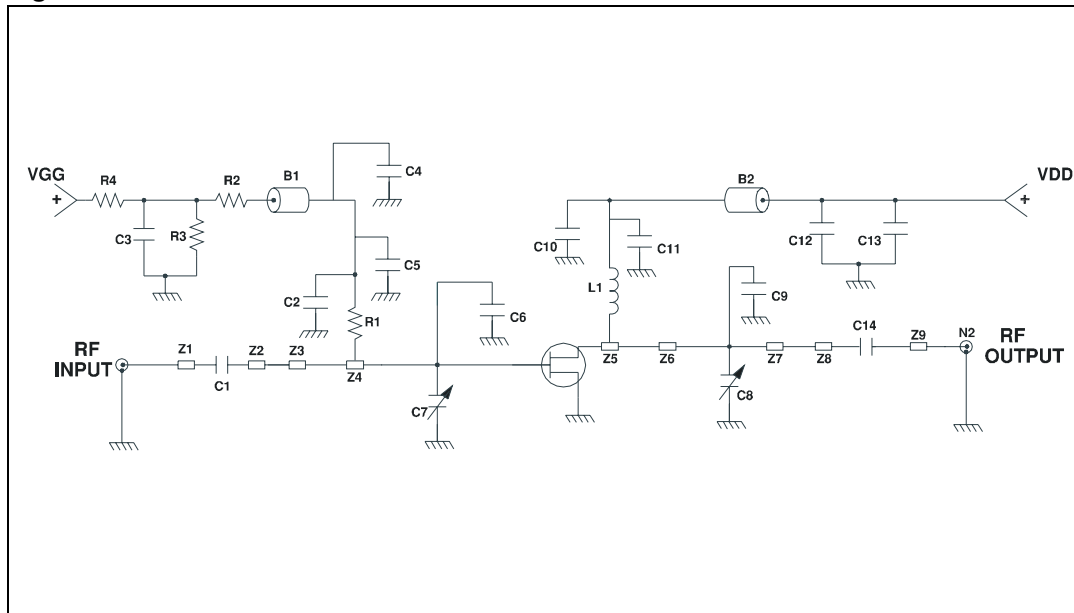 C4
VGG
+
R4
R2
B1
B2
VDD
+
C3
R3
C10
C11
C12
C13
C5
C2
R1
L1
C9
C6
RF
INPUT
Z1
C1
Z2
Z3
Z4
C7
Z5
Z6
C8
Z7
Z8
C14
Z9
N2
RF
OUTPUT